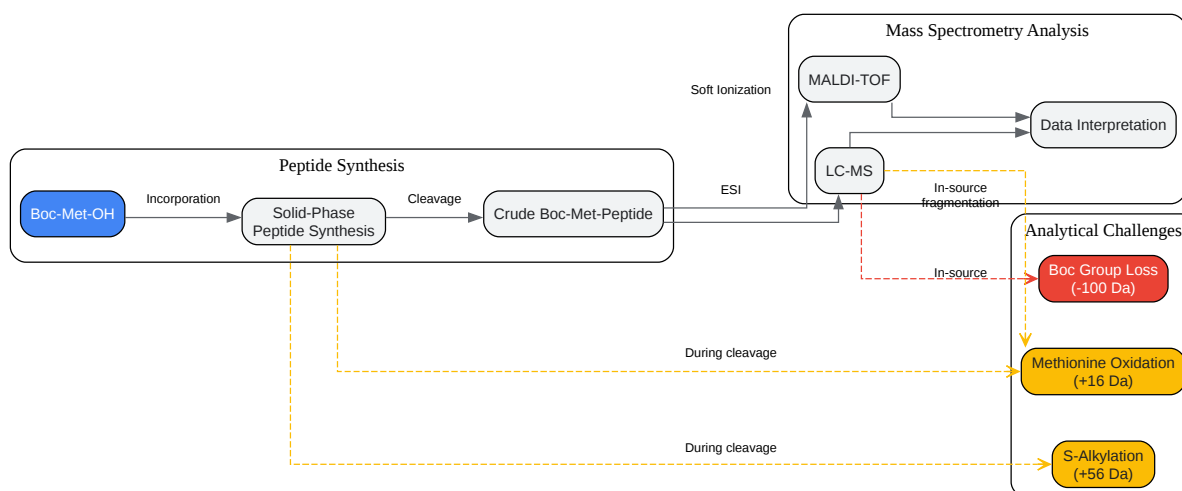 Mass Spectrometry Analysis
MALDI-TOF
Soft Ionization
Data Interpretation
Peptide Synthesis
LC-MS
Boc-Met-OH
Incorporation
Solid-Phase
Peptide Synthesis
Cleavage
Crude Boc-Met-Peptide
ESI
In-source
fragmentation
Analytical Challenges
In-source
Boc Group Loss
(-100 Da)
During cleavage
Methionine Oxidation
(+16 Da)
During cleavage
S-Alkylation
(+56 Da)